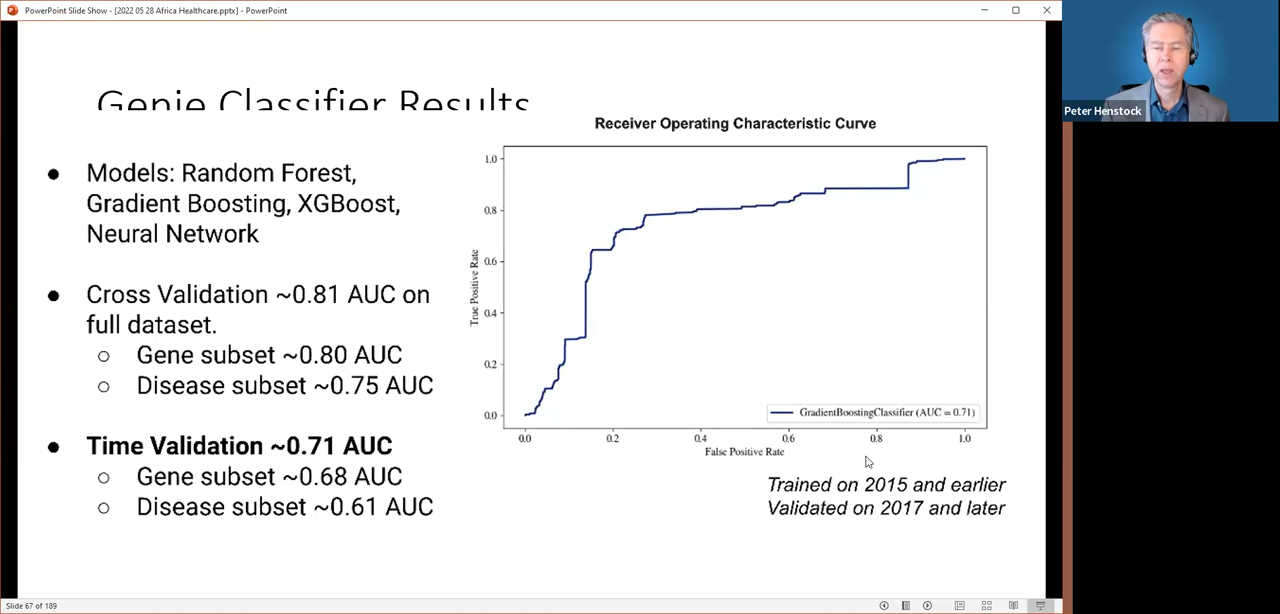 PowerPoint Slide Show - [2022 05 28 Africa Healthcare.pptx] - PowerPoint
Peter Henstock
Genie Classifier Results
● Models: Random Forest,
Gradient Boosting, XGBoost,
Neural Network
● Cross Validation ~0.81 AUC on
full dataset.
○ Gene subset ~0.80 AUC
○ Disease subset ~0.75 AUC
● Time Validation ~0.71 AUC
○ Gene subset ~0.68 AUC
○ Disease subset ~0.61 AUC
Receiver Operating Characteristic Curve
True Positive Rate
1.0
0.8
0.6
0.4
0.2
0.0
GradientBoostingClassifier (AUC = 0.71)
0.0 0.2 0.4 0.6 0.8 1.0
False Positive Rate
Trained on 2015 and earlier
Validated on 2017 and later
Slide 67 of 189